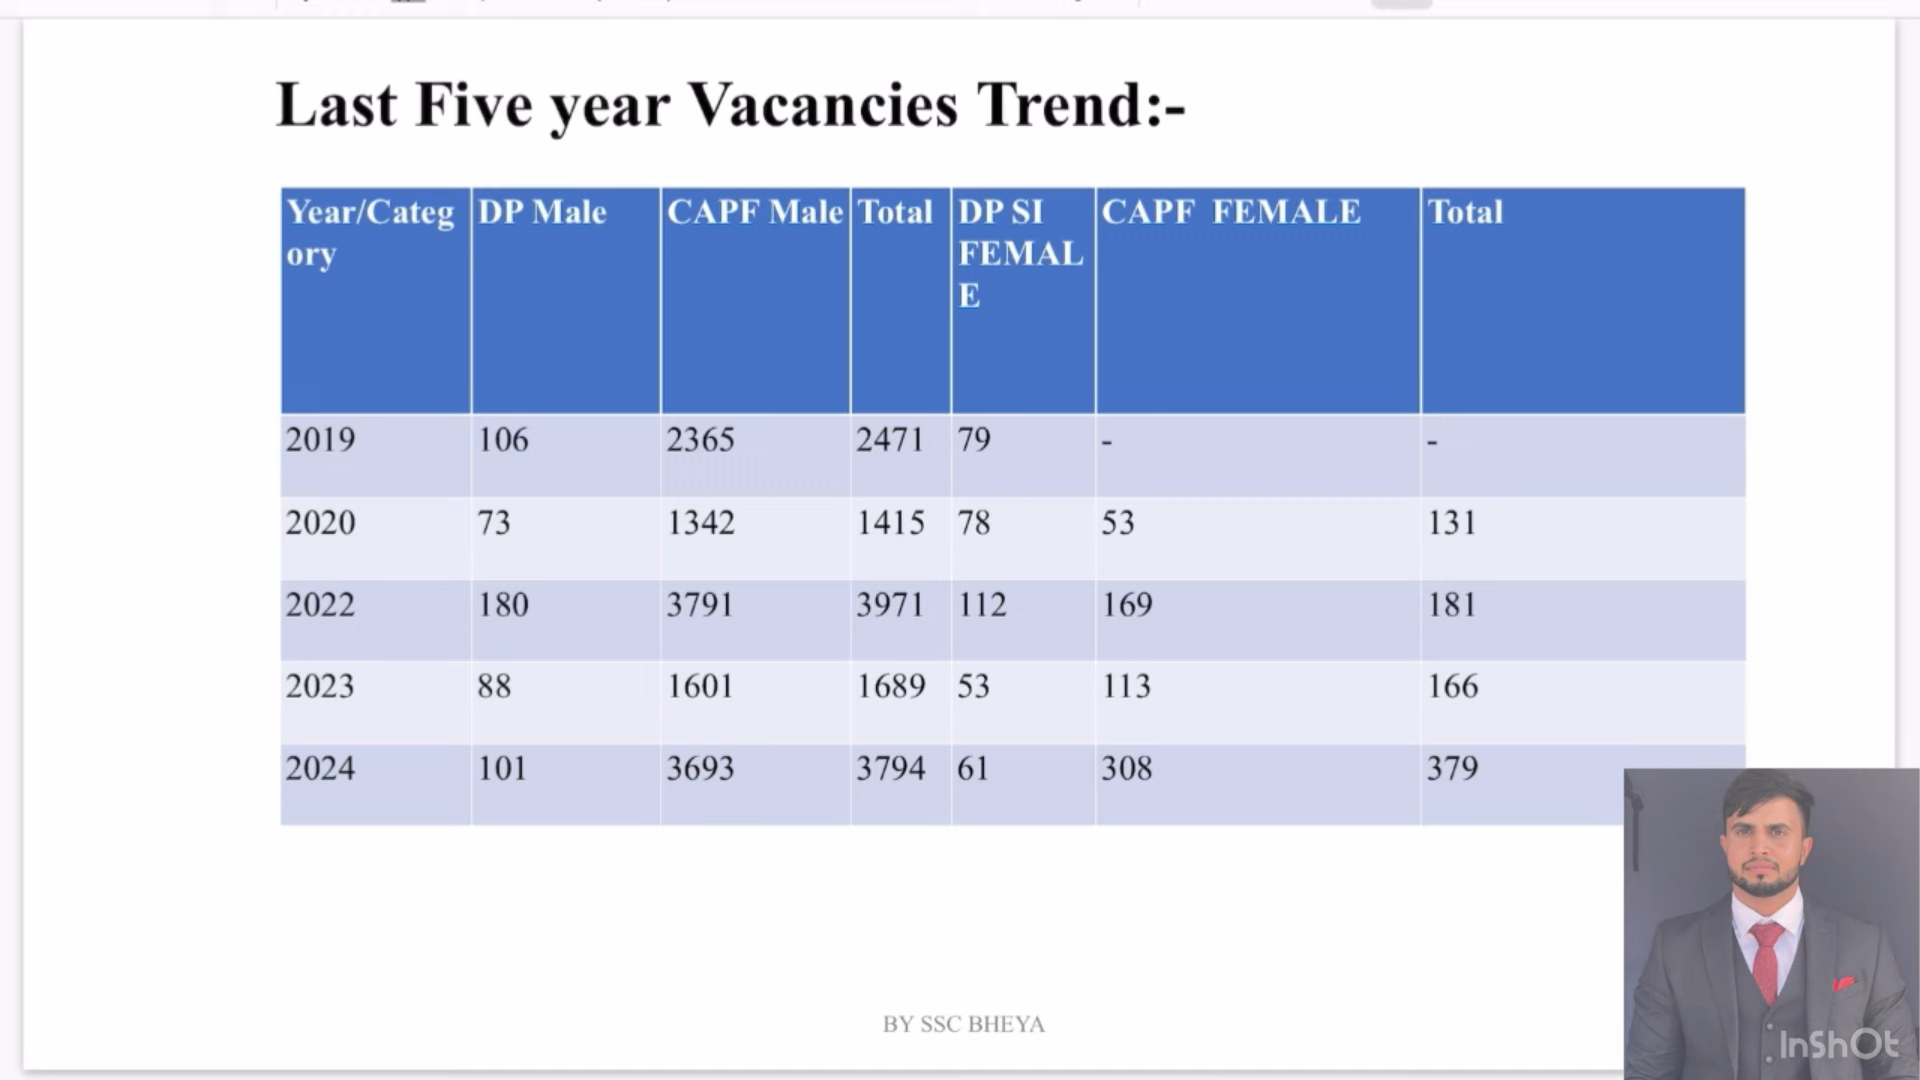 Last Five year Vacancies Trend:-
Year/Categ DP Male CAPF Male Total DP SI CAPF FEMALE Total
ory FEMAL
E
2019 106 2365 2471 79 - -
2020 73 1342 1415 78 53 131
2022 180 3791 3971 112 169 181
2023 88 1601 1689 53 113 166
2024 101 3693 3794 61 308 379
BY SSC BHEYA
InShOt